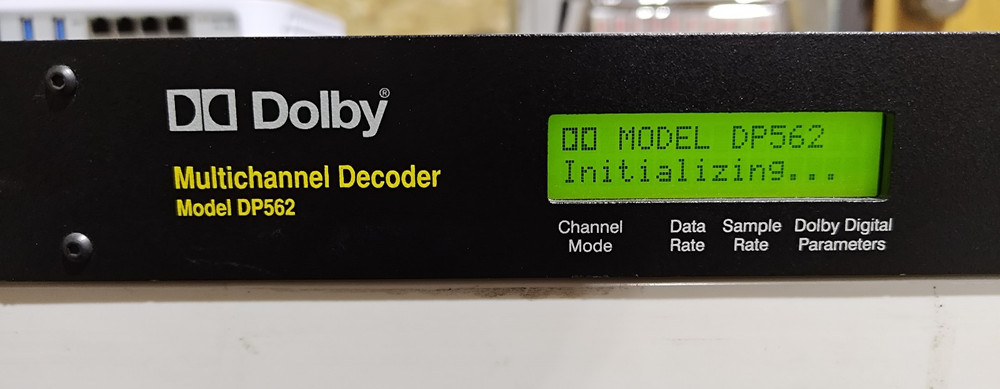 Dolby®
Multichannel Decoder
Model DP562
MODEL DP562
Initializing...
Channel Mode
Data Rate
Sample Rate
Dolby Digital Parameters